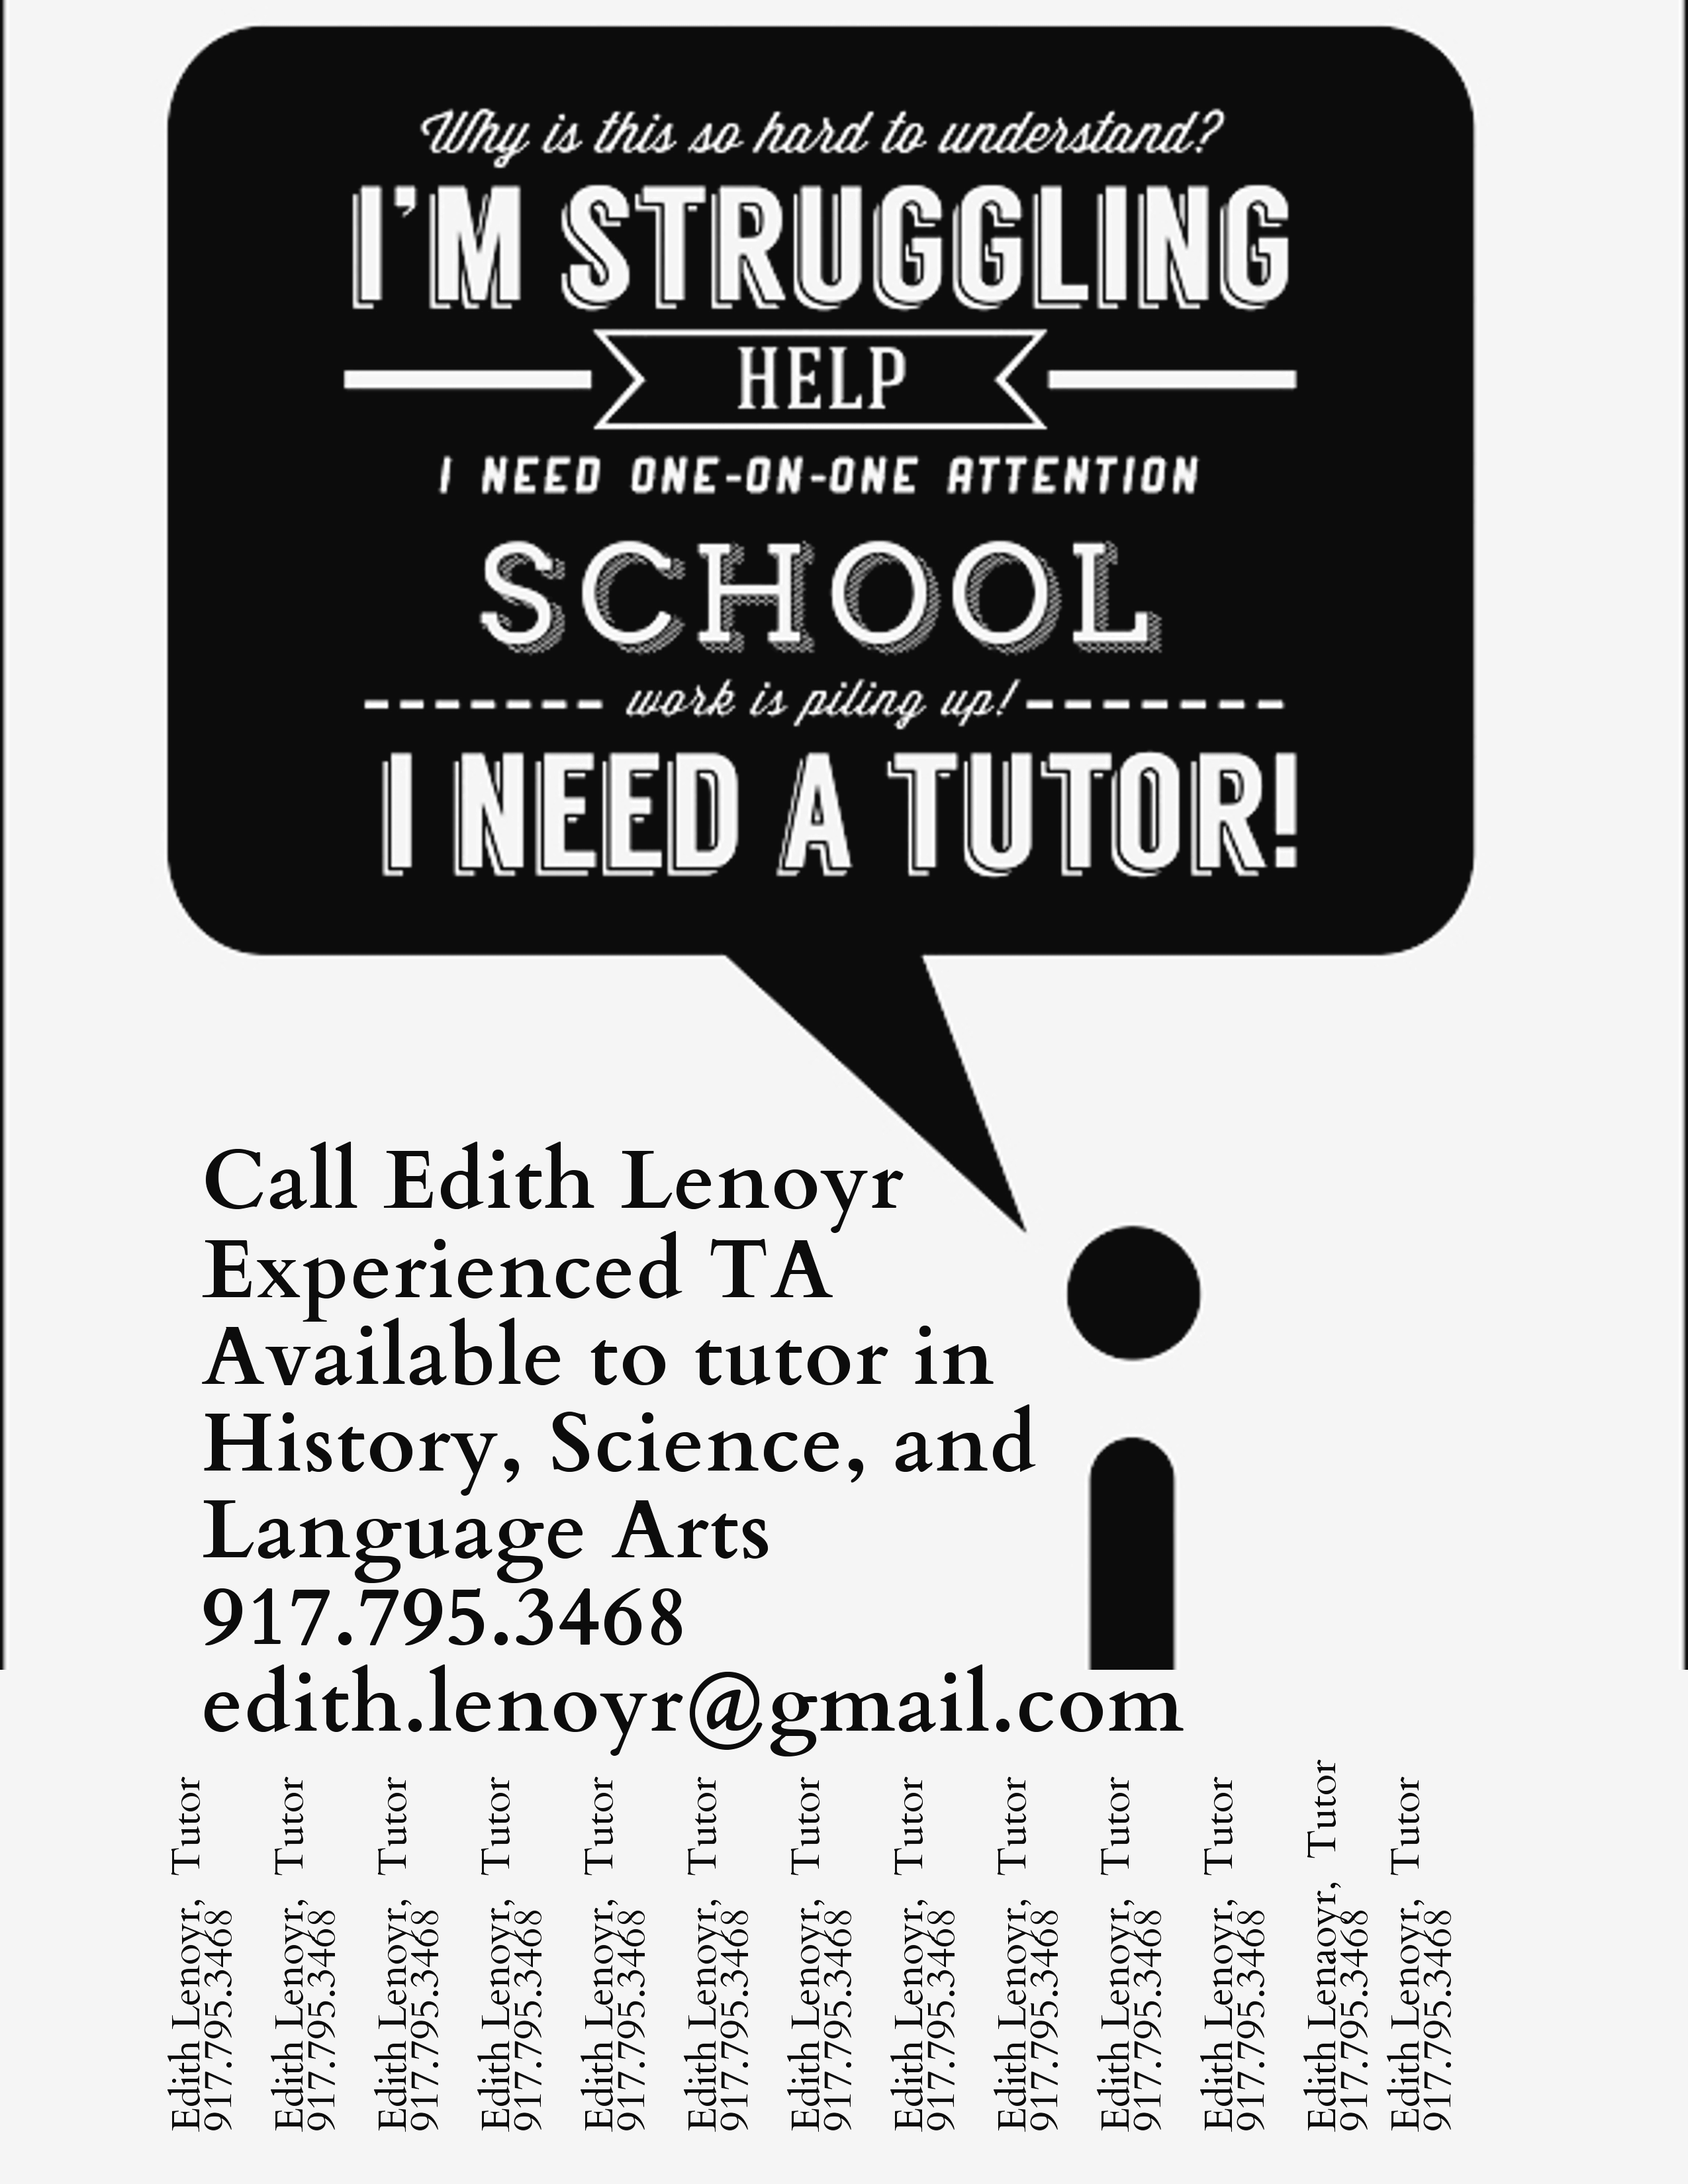 Why is this so hard to understand?
I'M STRUGGLING
HELP
I NEED ONE-ON-ONE ATTENTION
SCHOOL
work is piling up!
I NEED A TUTOR!
Call Edith Lenoyr
Experienced TA
Available to tutor in
History, Science, and
Language Arts
917.795.3468
edith.lenoyr@gmail.com
Edith Lenoyr, Tutor
917.795.3468
Edith Lenoyr, Tutor
917.795.3468
Edith Lenoyr, Tutor
917.795.3468
Edith Lenoyr, Tutor
917.795.3468
Edith Lenoyr, Tutor
917.795.3468
Edith Lenoyr, Tutor
917.795.3468
Edith Lenoyr, Tutor
917.795.3468
Edith Lenoyr, Tutor
917.795.3468
Edith Lenoyr, Tutor
917.795.3468
Edith Lenoyr, Tutor
917.795.3468
Edith Lenoyr, Tutor
917.795.3468
Edith Lenaoyr, Tutor
917.795.3468
Edith Lenoyr, Tutor
917.795.3468